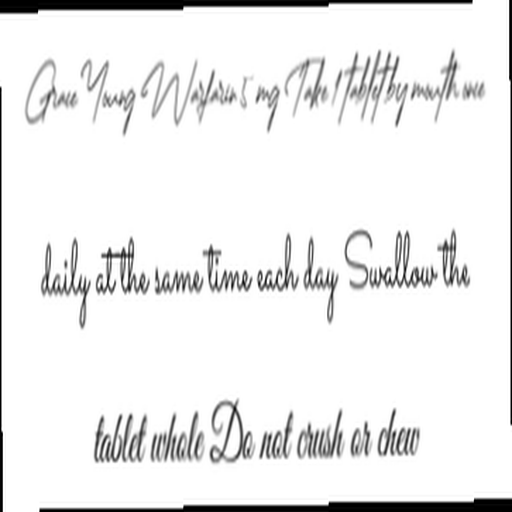 Grace Young Warfarin 5 mg Take 1 tablet by mouth once
daily at the same time each day Swallow the
tablet whole Do not crush or chew